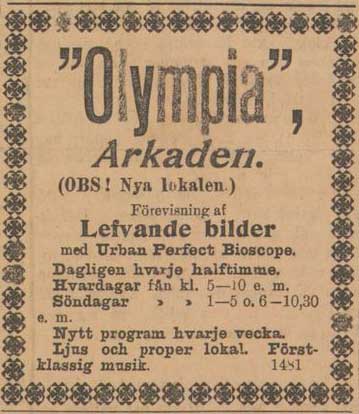 "Olympia",
Arkaden.
(OBS! Nya lokalen.)
Förevisning af
Lefvande bilder
med Urban Perfect Bioscope.
Dagligen hvarje halftimme.
Hvardagar fån kl. 5—10 e. m.
Söndagar » » 1—5 o. 6—10,30
e. m.
Nytt program hvarje vecka.
Ljus och proper lokal. Först-
klassig musik. 1481